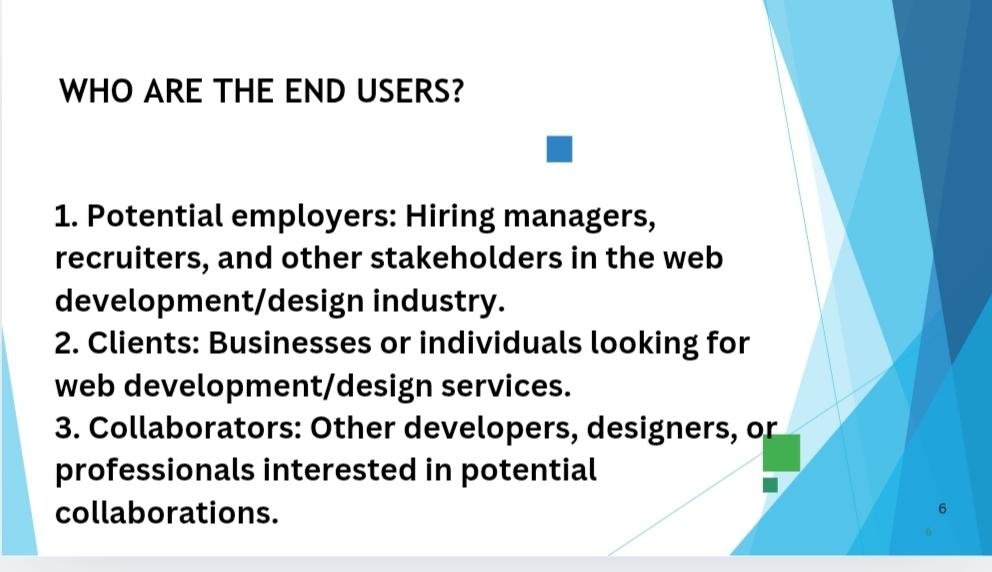 WHO ARE THE END USERS?
1. Potential employers: Hiring managers,
recruiters, and other stakeholders in the web
development/design industry.
2. Clients: Businesses or individuals looking for
web development/design services.
3. Collaborators: Other developers, designers, or
professionals interested in potential
collaborations.
6
6